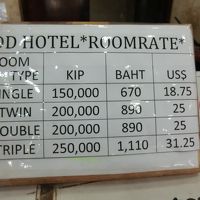 OD HOTEL*ROOMRATE*
OOM
TYPE KIP BAHT US$
INGLE 150,000 670 18.75
TWIN 200,000 890 25
OUBLE 200,000 890 25
TRIPLE 250,000 1,110 31.25